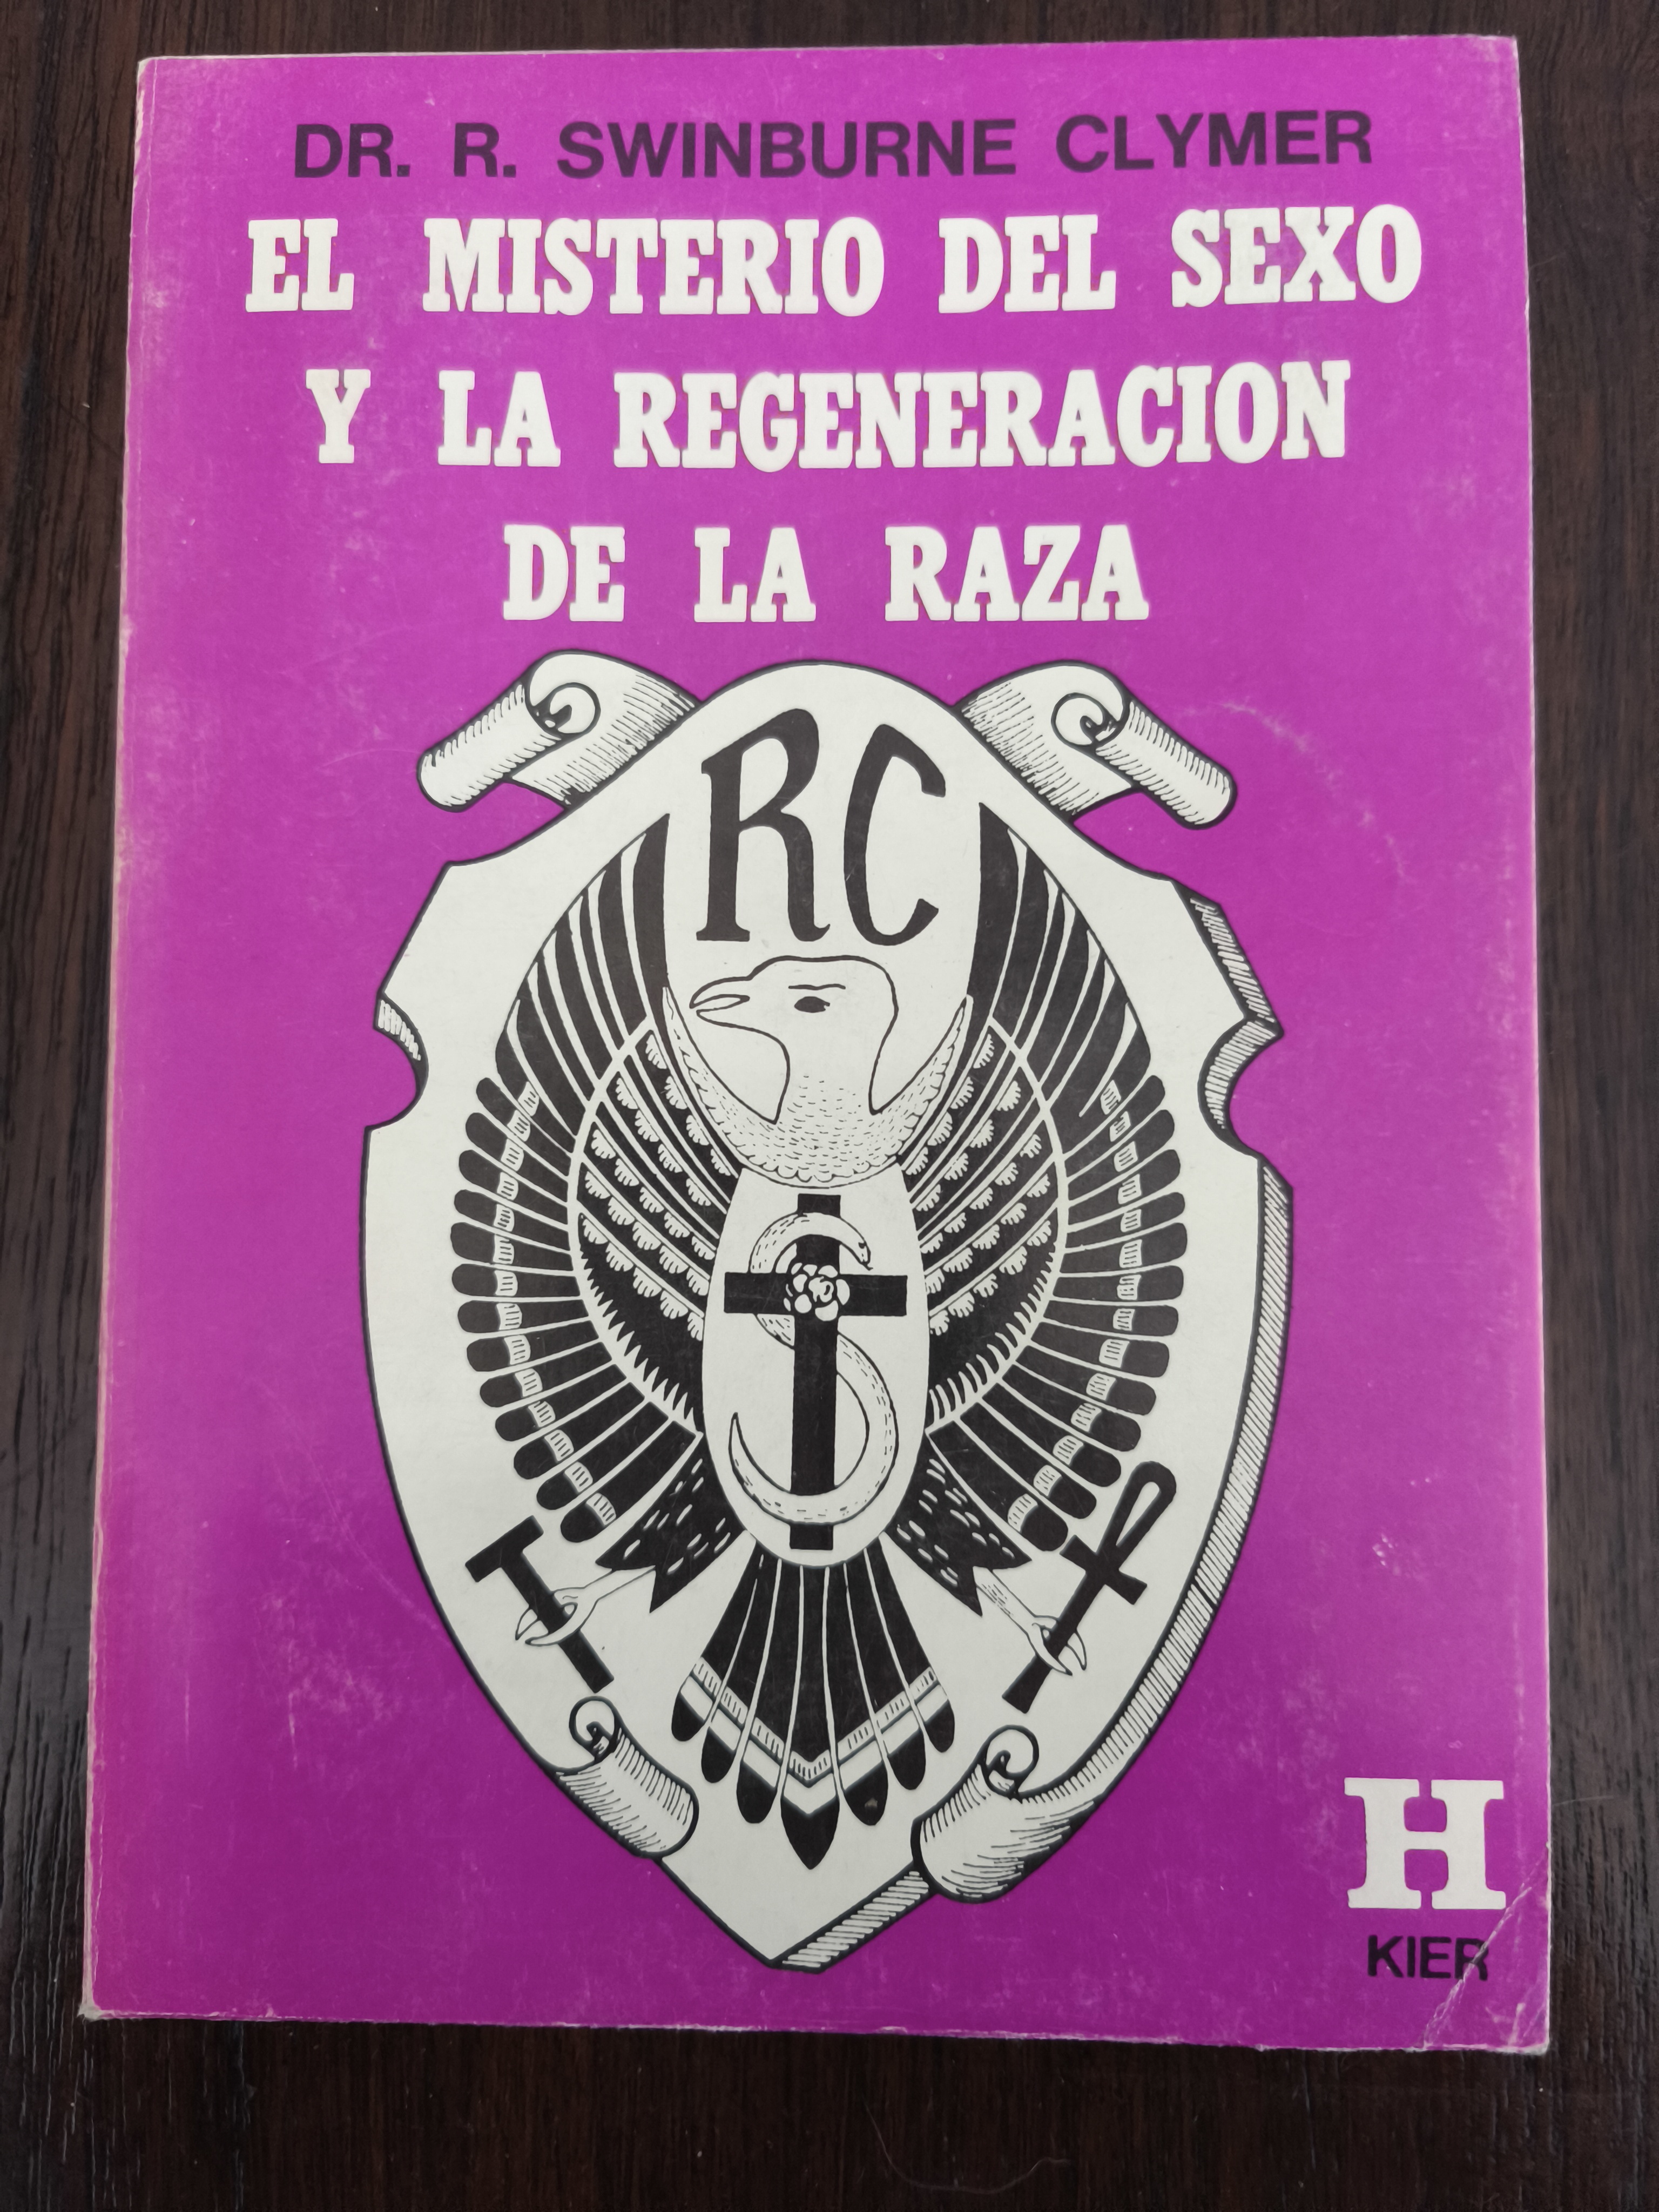 DR. R. SWINBURNE CLYMER
EL MISTERIO DEL SEXO
Y LA REGENERACION
DE LA RAZA
RC
H
KIER